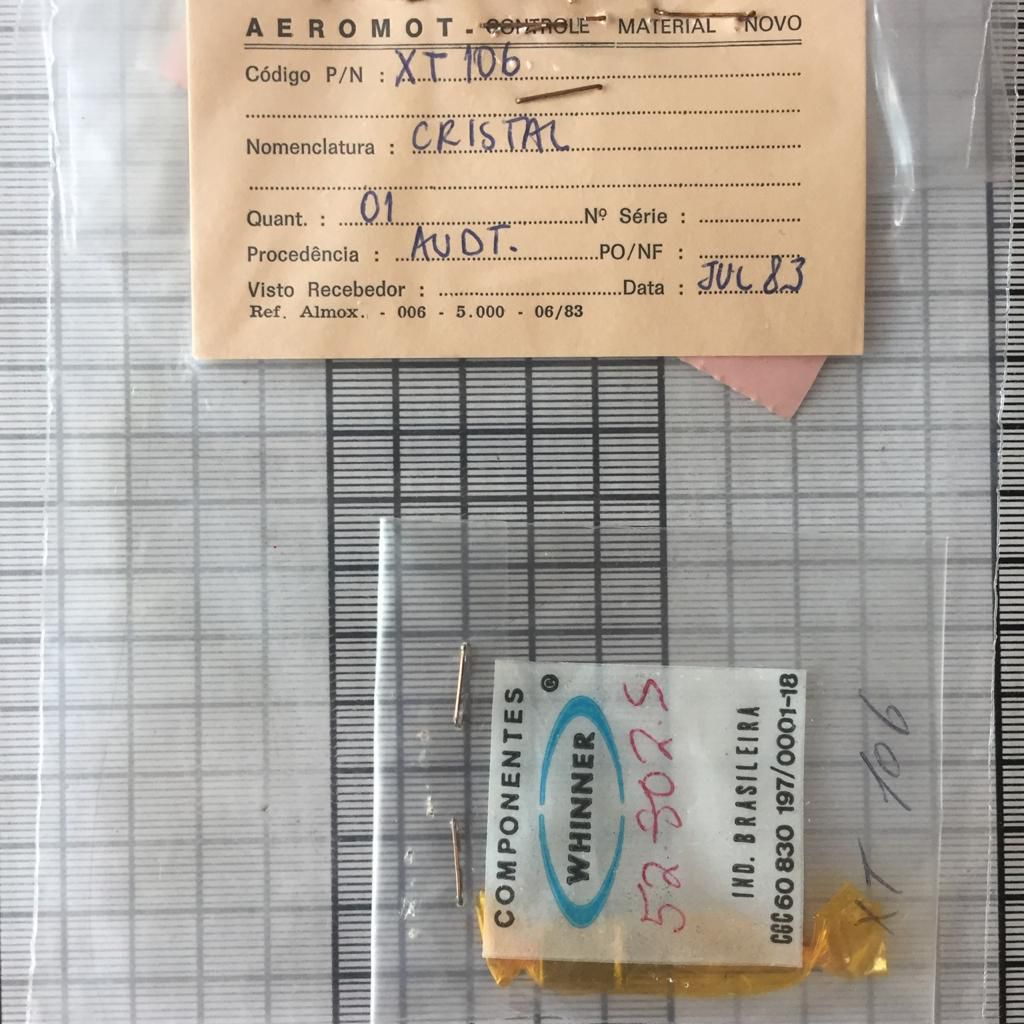 AEROMOT - CONTROLE MATERIAL NOVO
Código P/N : XT 106
Nomenclatura : CRISTAL
Quant. : 01 Nº Série :
Procedência : AUDT. PO/NF :
Visto Recebedor : Data : JUL 83
Ref. Almox. - 006 - 5.000 - 06/83
COMPONENTES
WHINNER ®
52-302.S
IND. BRASILEIRA
CGC 60 830 197/0001-18
XT 106